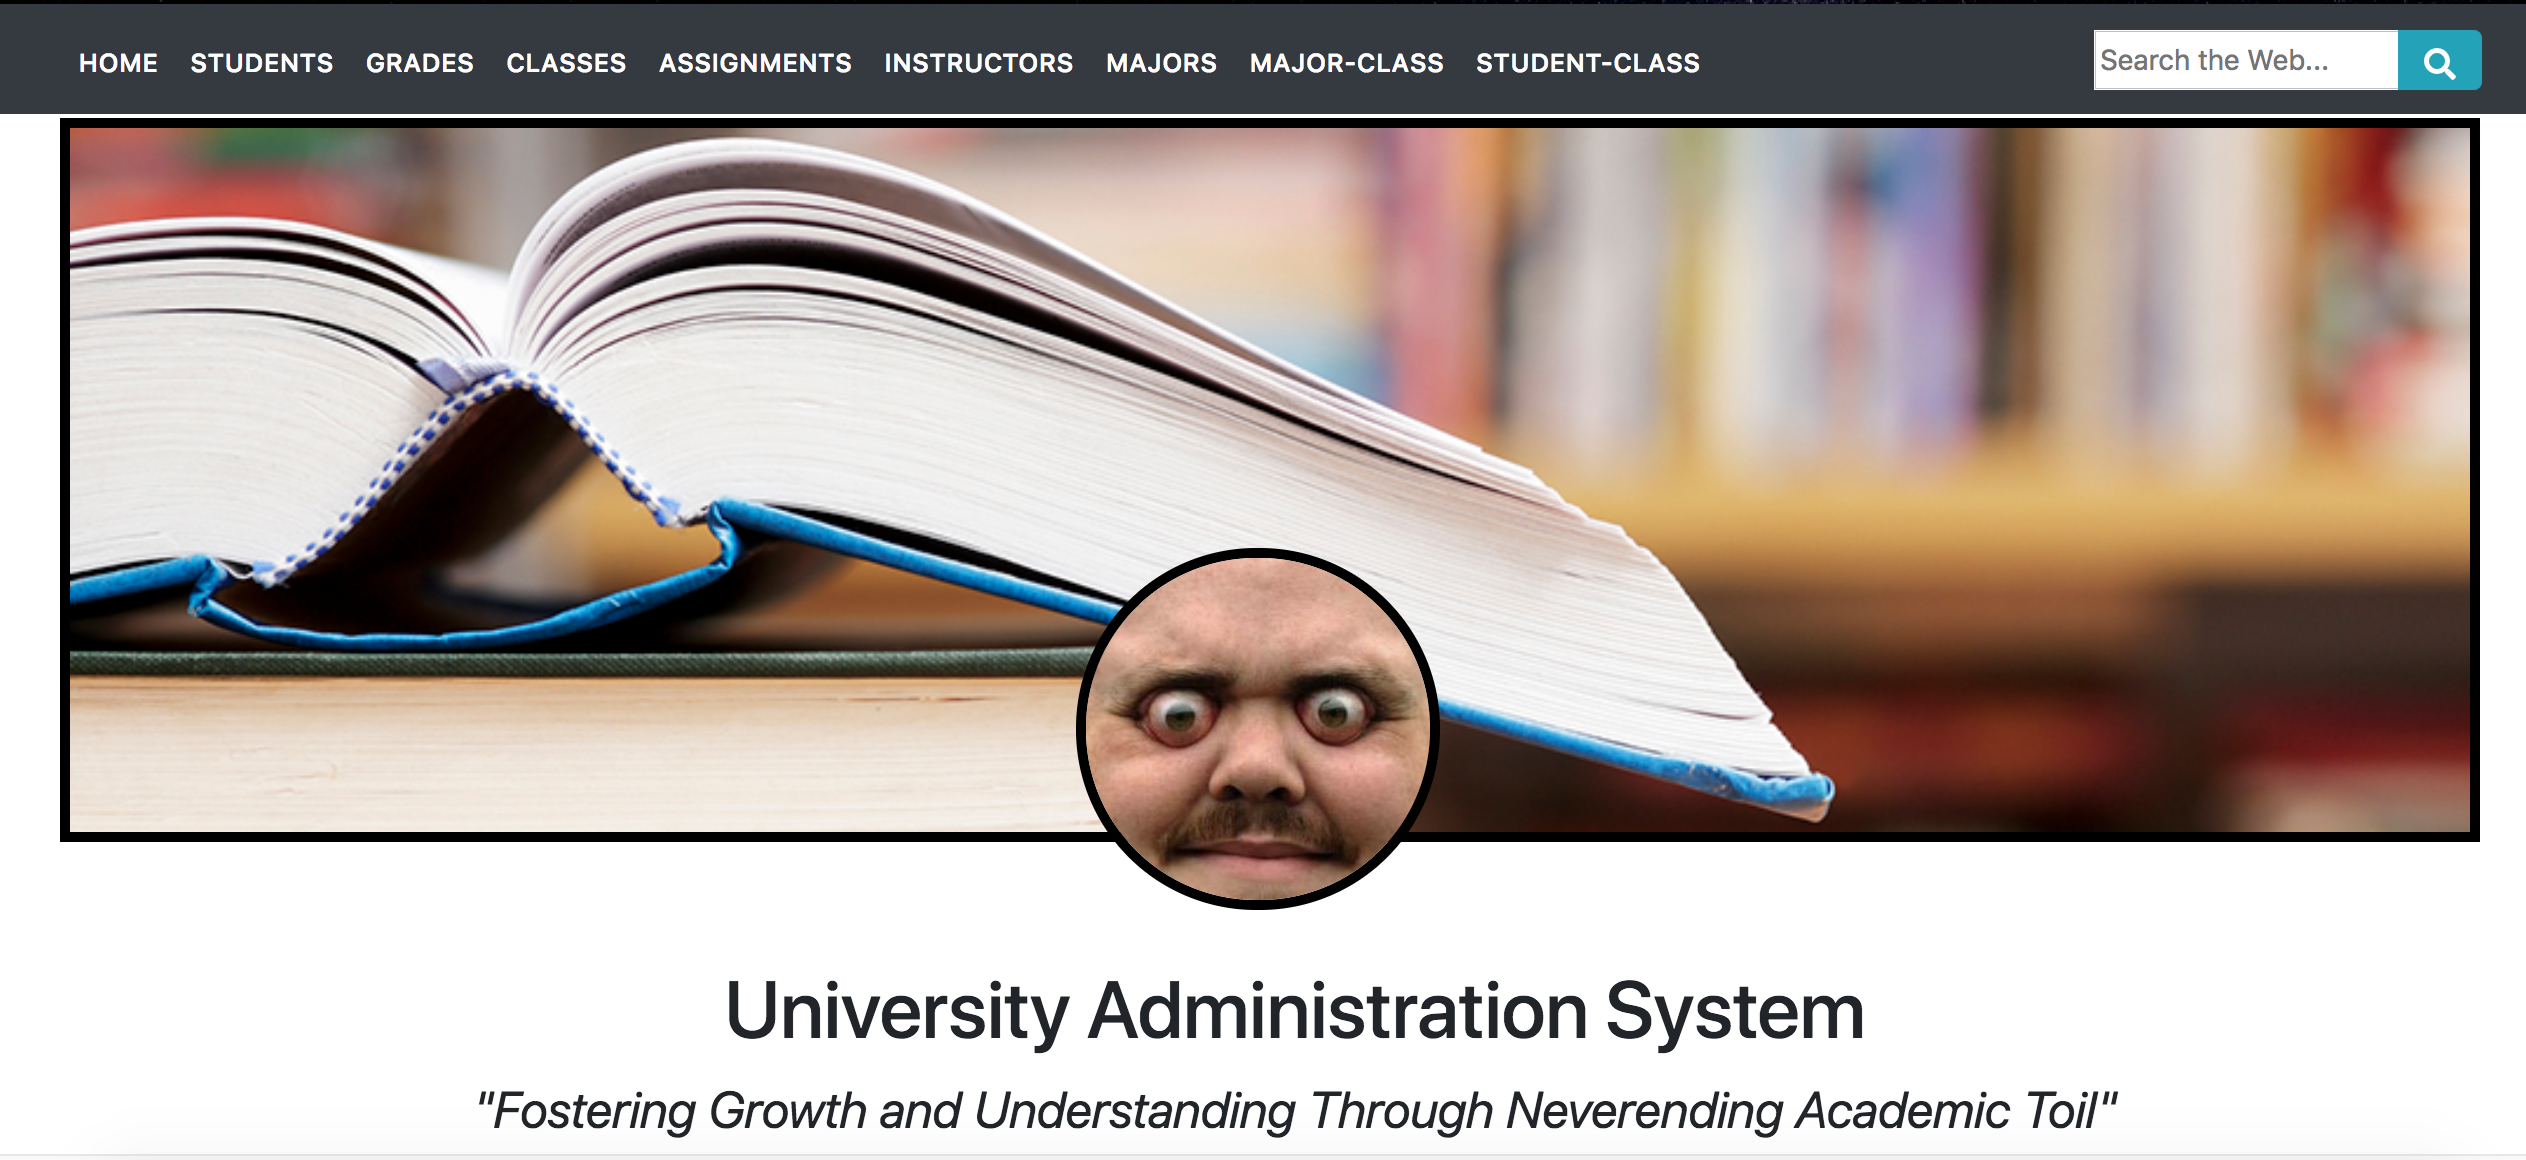 HOME STUDENTS GRADES CLASSES ASSIGNMENTS INSTRUCTORS MAJORS MAJOR-CLASS STUDENT-CLASS Search the Web...
University Administration System
"Fostering Growth and Understanding Through Neverending Academic Toil"